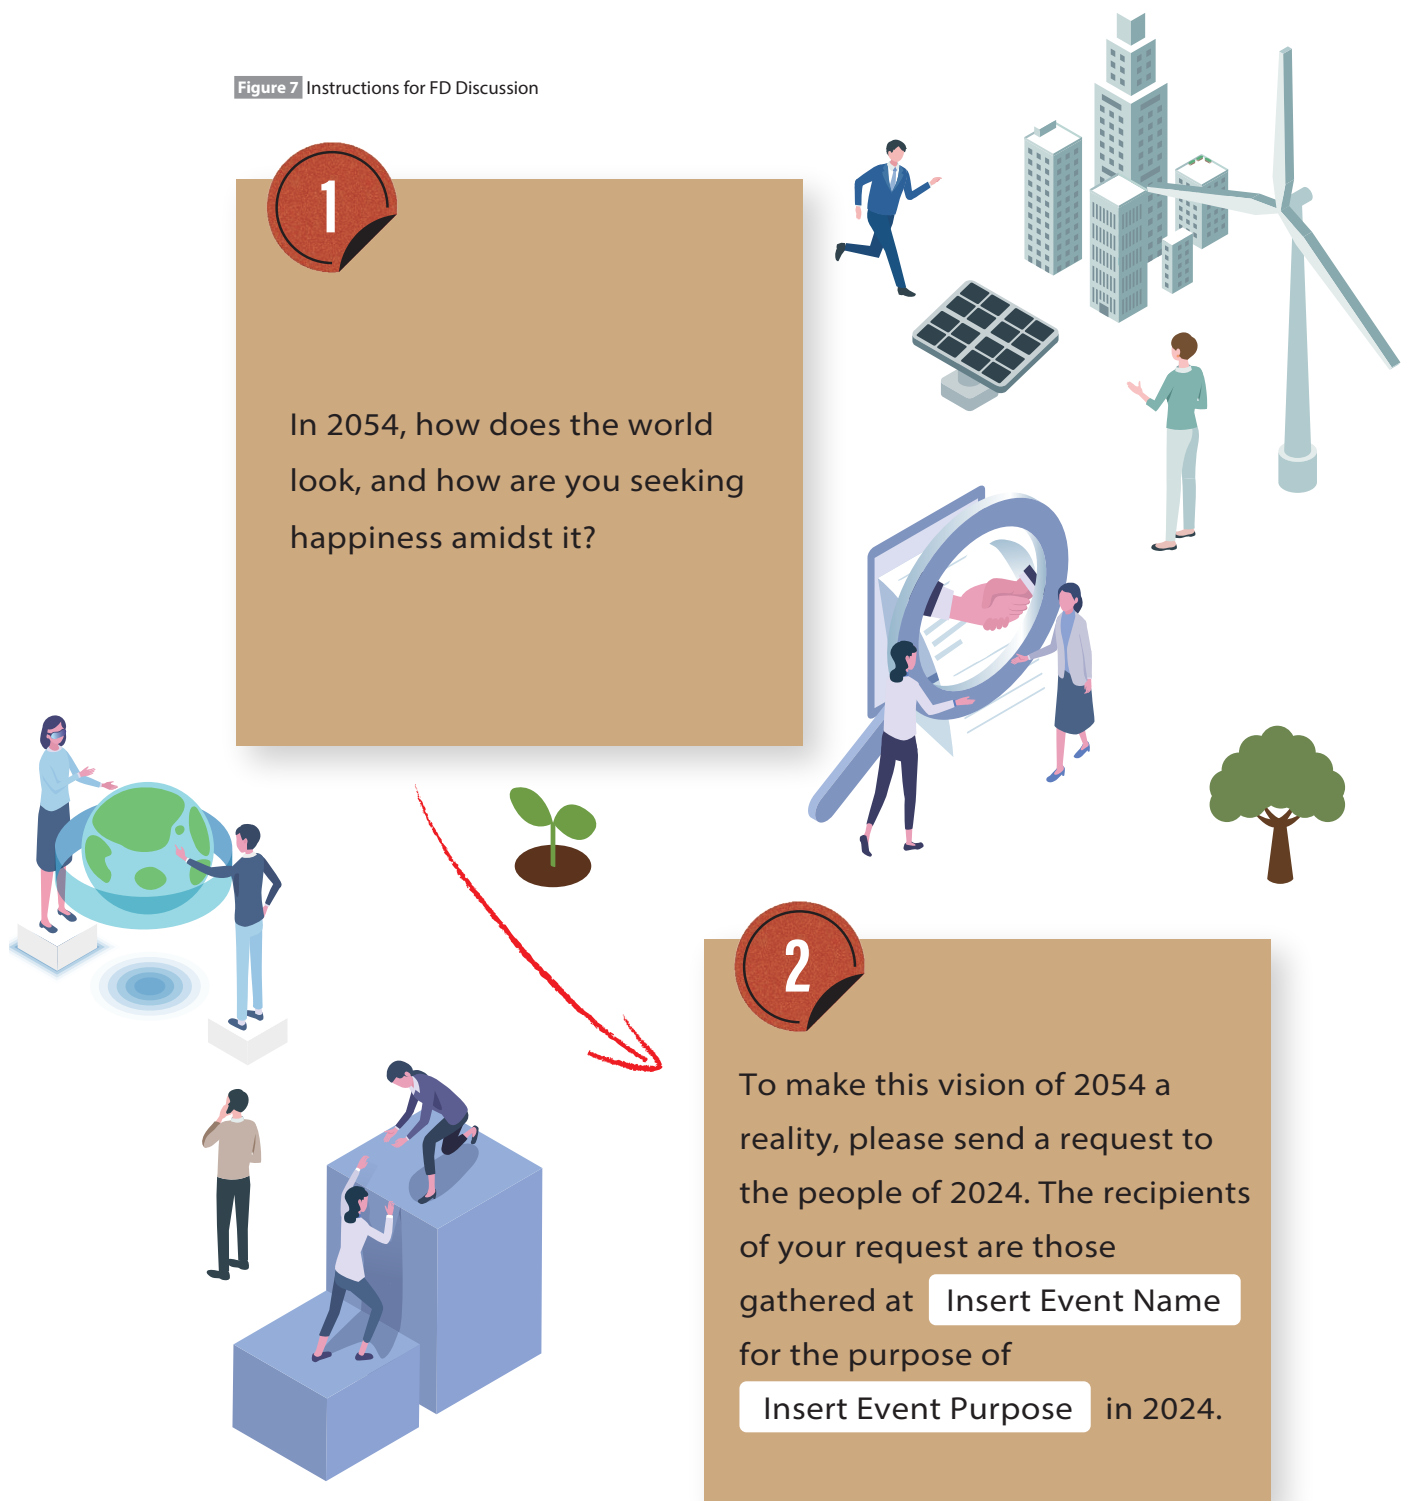 Figure 7 Instructions for FD Discussion
1
In 2054, how does the world
look, and how are you seeking
happiness amidst it?
2
To make this vision of 2054 a
reality, please send a request to
the people of 2024. The recipients
of your request are those
gathered at Insert Event Name
for the purpose of
Insert Event Purpose in 2024.